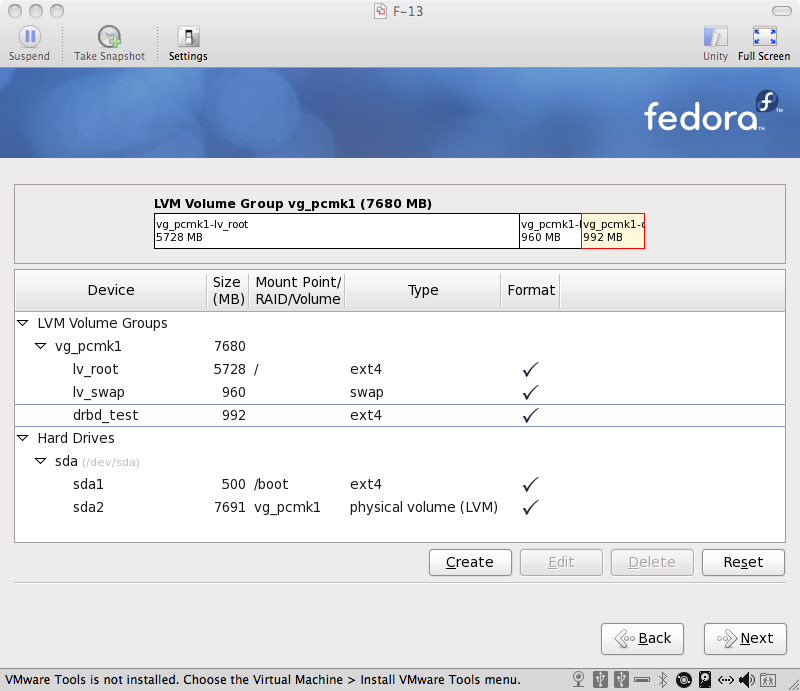 F-13
Suspend
Take Snapshot
Settings
Unity
Full Screen
fedora™
LVM Volume Group vg_pcmk1 (7680 MB)
vg_pcmk1-lv_root vg_pcmk1-l vg_pcmk1-d
5728 MB 960 MB 992 MB
Device Size (MB) Mount Point/ RAID/Volume Type Format
LVM Volume Groups
vg_pcmk1 7680
lv_root 5728 / ext4 ✓
lv_swap 960 swap ✓
drbd_test 992 ext4 ✓
Hard Drives
sda (/dev/sda)
sda1 500 /boot ext4 ✓
sda2 7691 vg_pcmk1 physical volume (LVM) ✓
Create Edit Delete Reset
Back Next
VMware Tools is not installed. Choose the Virtual Machine > Install VMware Tools menu.